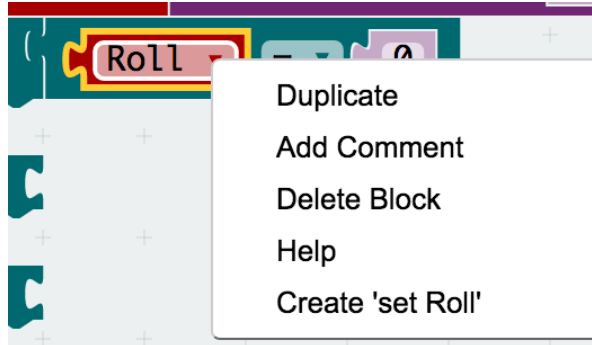 Roll = 0
Duplicate
Add Comment
Delete Block
Help
Create 'set Roll'